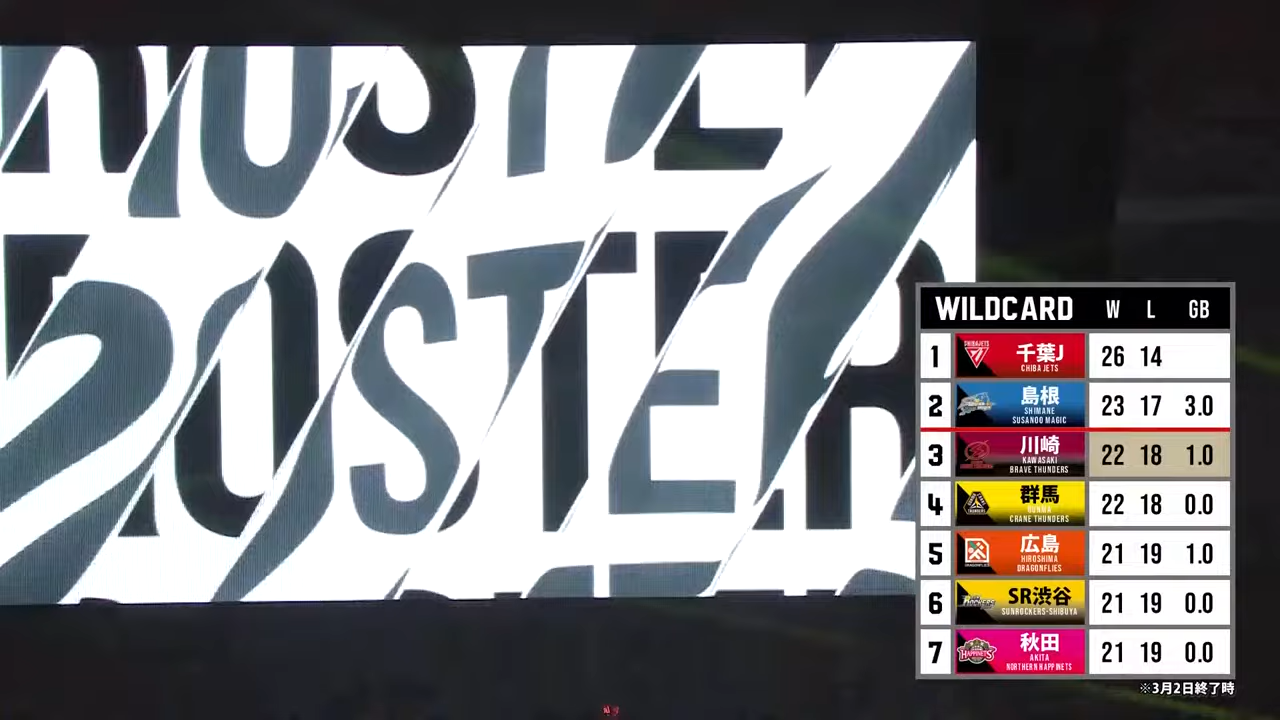 ROSTER
ROSTER
WILDCARD W L GB
1 千葉J CHIBA JETS 26 14
2 島根 SHIMANE SUSANOO MAGIC 23 17 3.0
3 川崎 KAWASAKI BRAVE THUNDERS 22 18 1.0
4 群馬 GUNMA CRANE THUNDERS 22 18 0.0
5 広島 HIROSHIMA DRAGONFLIES 21 19 1.0
6 SR渋谷 SUNROCKERS-SHIBUYA 21 19 0.0
7 秋田 AKITA NORTHERN HAPPINETS 21 19 0.0
※3月2日終了時